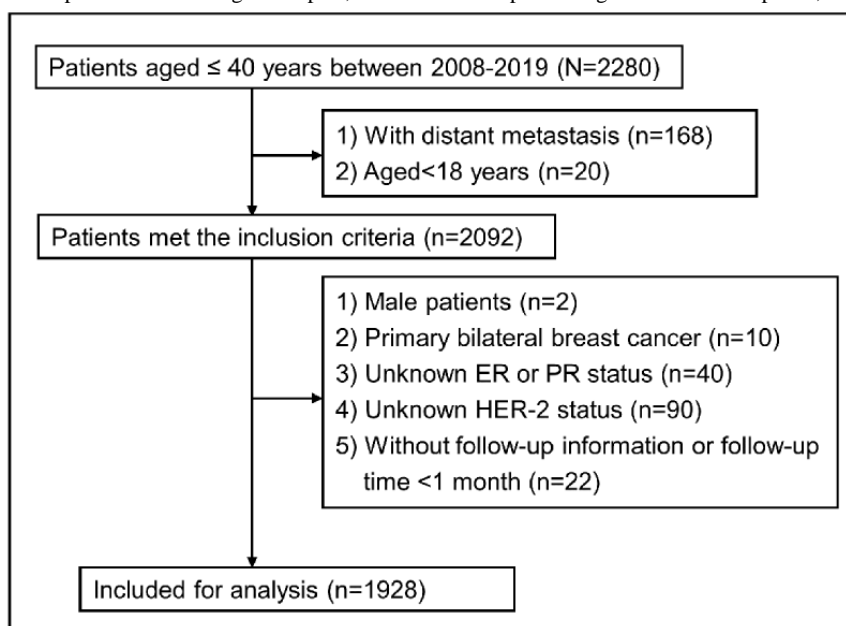 Patients aged ≤ 40 years between 2008-2019 (N=2280)
1) With distant metastasis (n=168)
2) Aged<18 years (n=20)
Patients met the inclusion criteria (n=2092)
1) Male patients (n=2)
2) Primary bilateral breast cancer (n=10)
3) Unknown ER or PR status (n=40)
4) Unknown HER-2 status (n=90)
5) Without follow-up information or follow-up
time <1 month (n=22)
Included for analysis (n=1928)